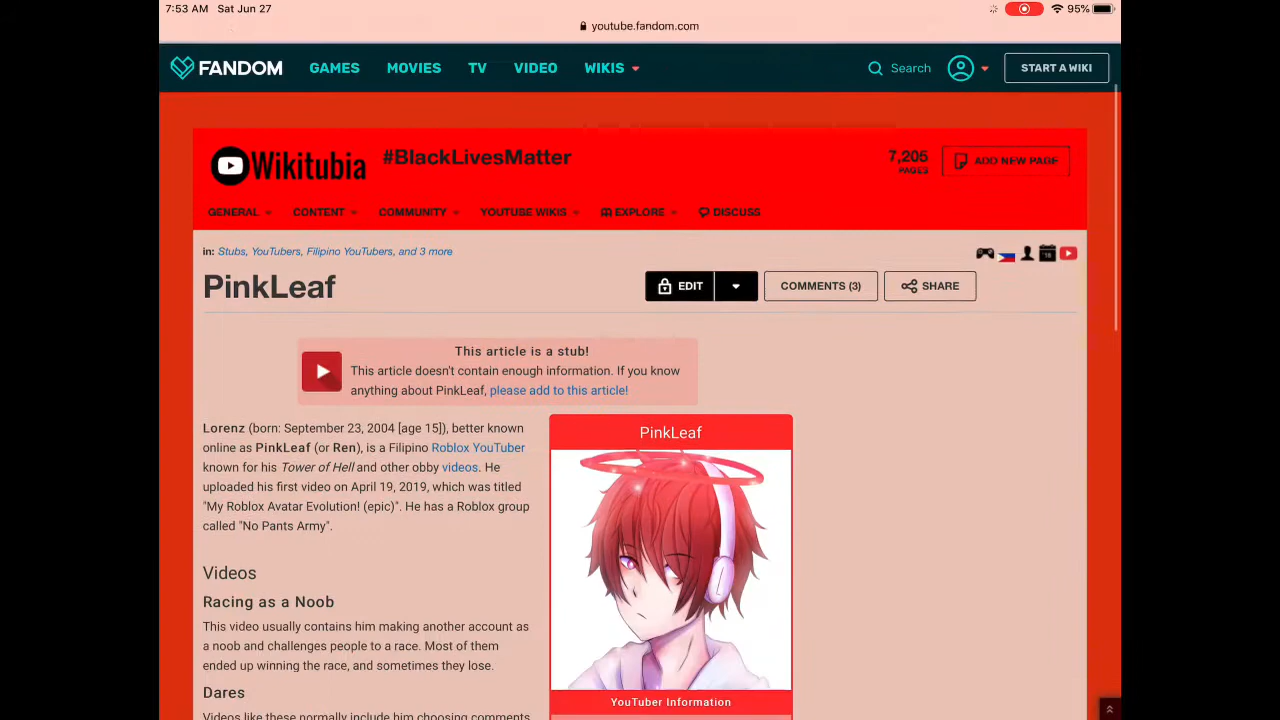 7:53 AM Sat Jun 27
95%
youtube.fandom.com
FANDOM GAMES MOVIES TV VIDEO WIKIS Search START A WIKI
Wikitubia #BlackLivesMatter 7,205 PAGES ADD NEW PAGE
GENERAL CONTENT COMMUNITY YOUTUBE WIKIS EXPLORE DISCUSS
in: Stubs, YouTubers, Filipino YouTubers, and 3 more
PinkLeaf EDIT COMMENTS (3) SHARE
This article is a stub!
This article doesn't contain enough information. If you know
anything about PinkLeaf, please add to this article!
Lorenz (born: September 23, 2004 [age 15]), better known
online as PinkLeaf (or Ren), is a Filipino Roblox YouTuber
known for his Tower of Hell and other obby videos. He
uploaded his first video on April 19, 2019, which was titled
"My Roblox Avatar Evolution! (epic)". He has a Roblox group
called "No Pants Army".
Videos
Racing as a Noob
This video usually contains him making another account as
a noob and challenges people to a race. Most of them
ended up winning the race, and sometimes they lose.
Dares
Videos like these normally include him choosing comments
PinkLeaf
YouTuber Information